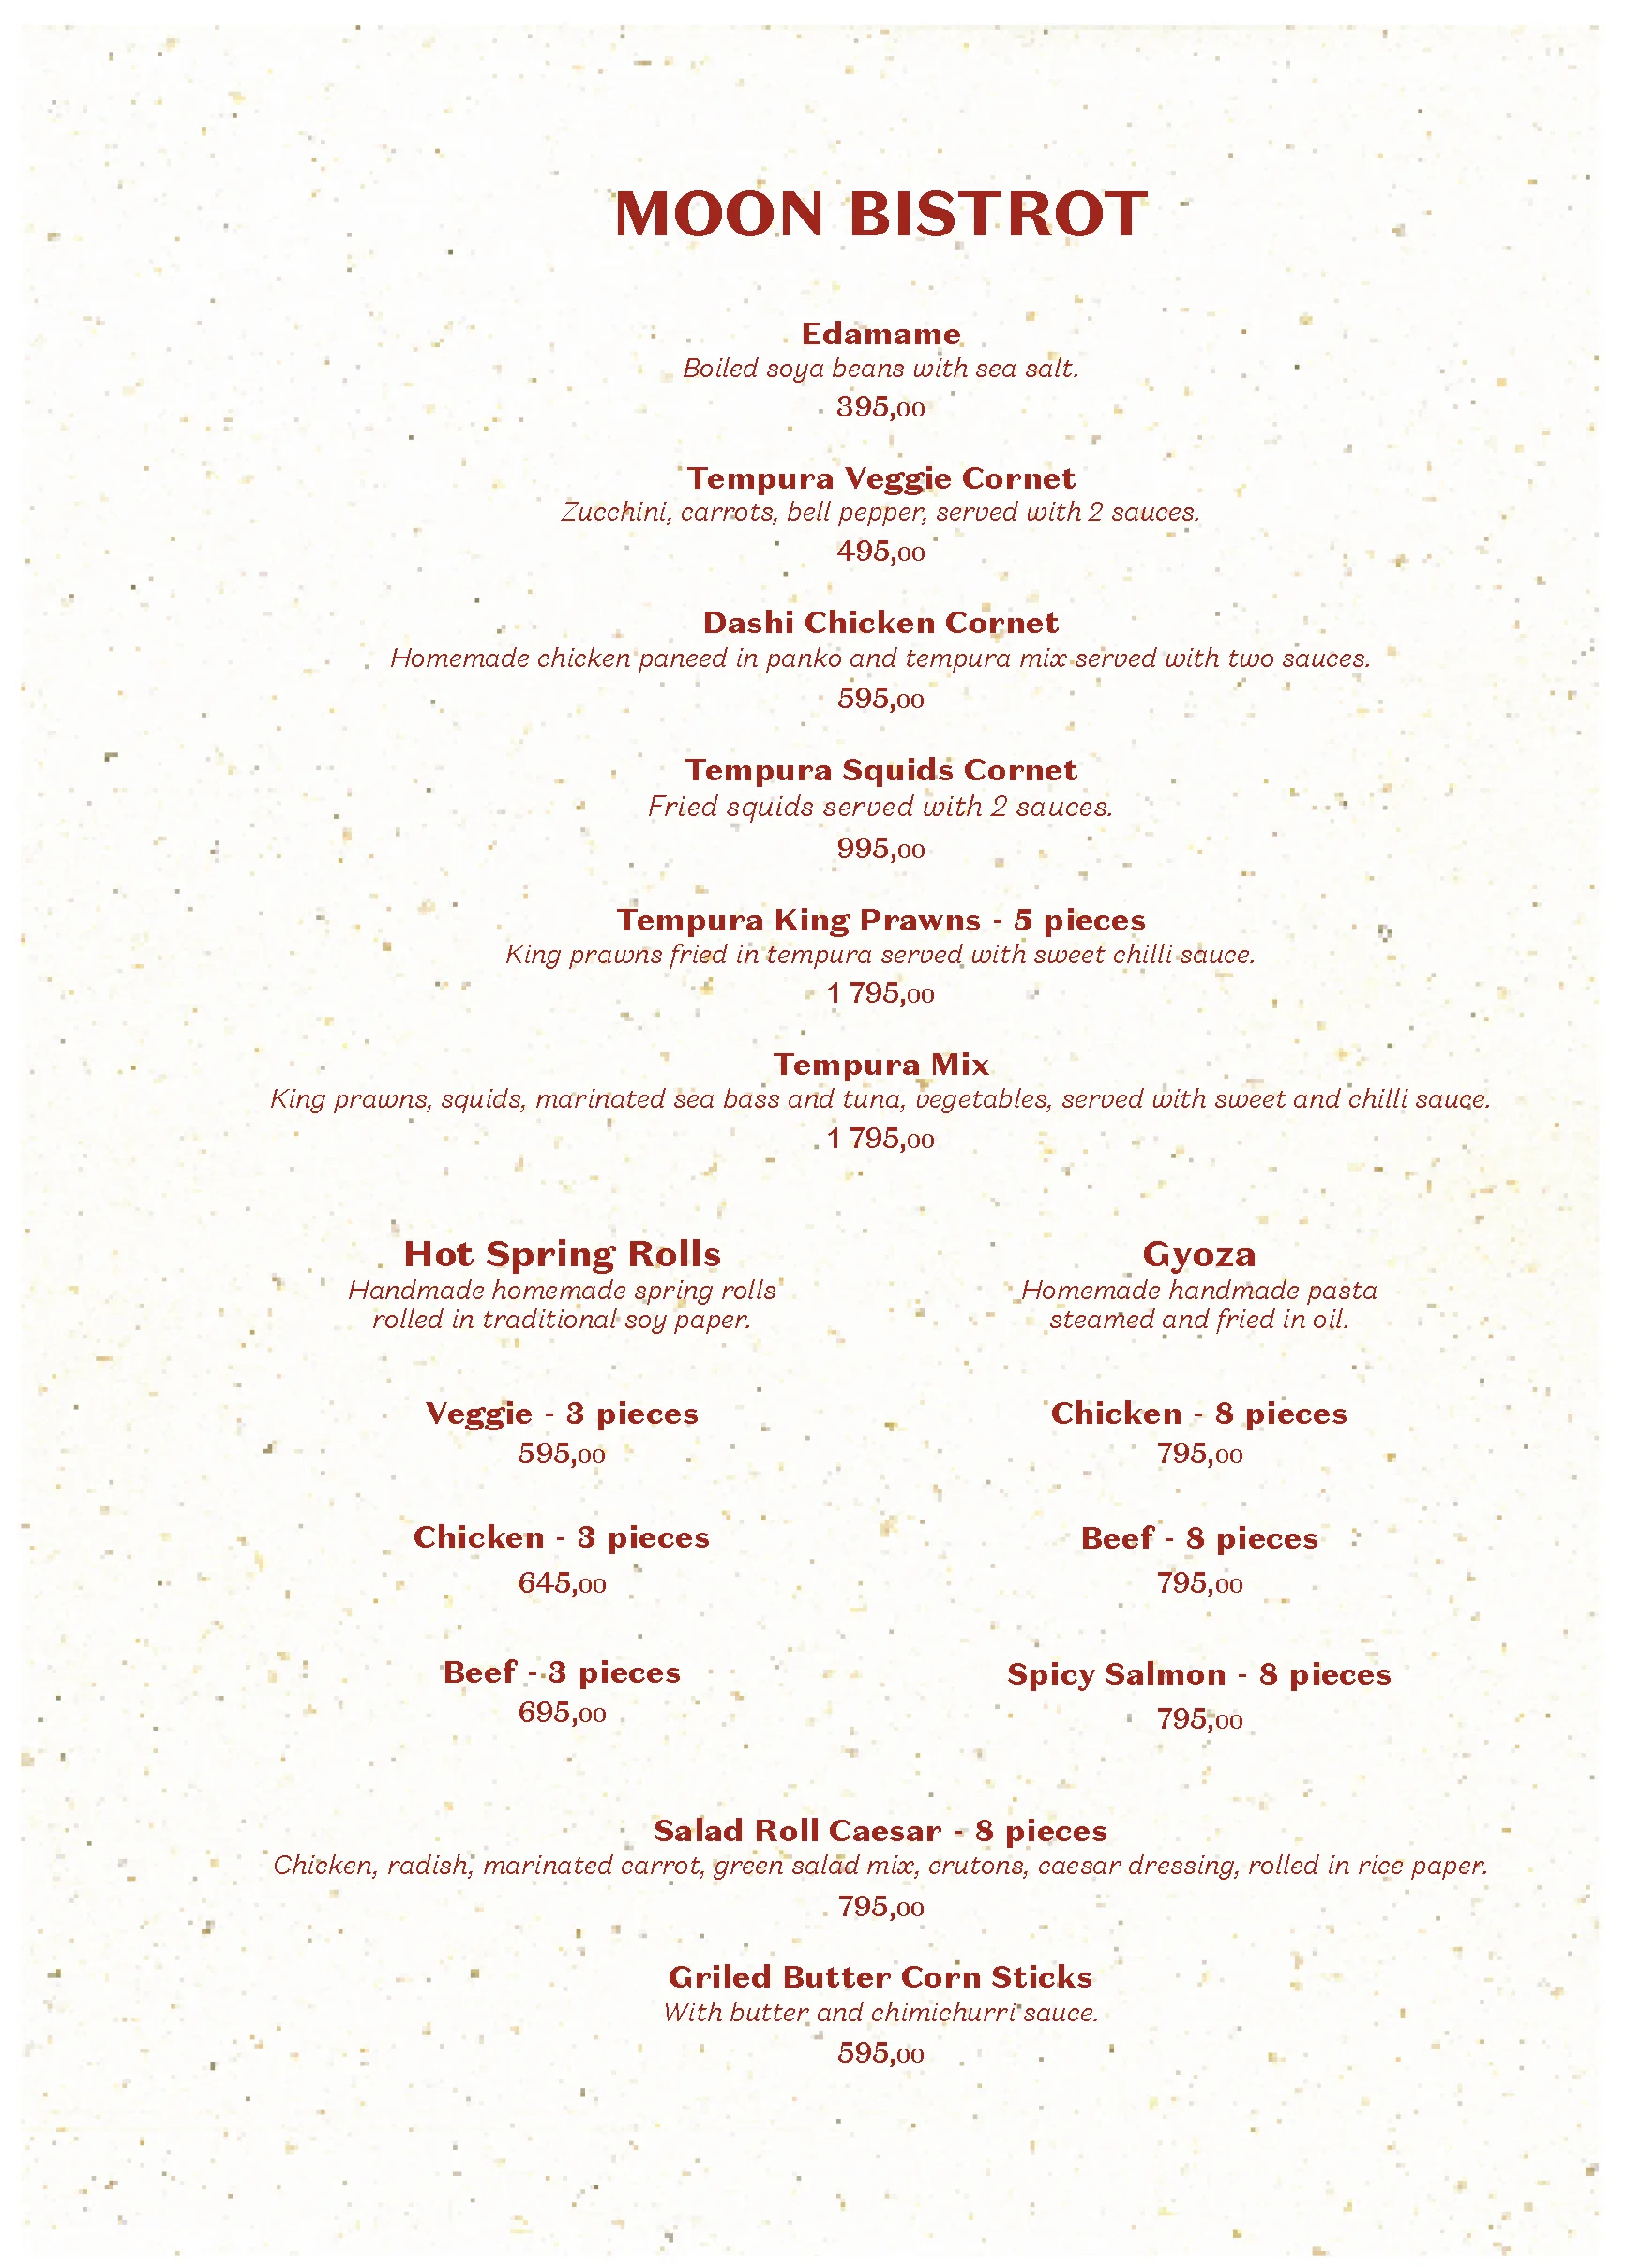 MOON BISTROT
Edamame
Boiled soya beans with sea salt.
395,00
Tempura Veggie Cornet
Zucchini, carrots, bell pepper, served with 2 sauces.
495,00
Dashi Chicken Cornet
Homemade chicken paneed in panko and tempura mix served with two sauces.
595,00
Tempura Squids Cornet
Fried squids served with 2 sauces.
995,00
Tempura King Prawns - 5 pieces
King prawns fried in tempura served with sweet chilli sauce.
1 795,00
Tempura Mix
King prawns, squids, marinated sea bass and tuna, vegetables, served with sweet and chilli sauce.
1 795,00
Hot Spring Rolls
Handmade homemade spring rolls
rolled in traditional soy paper.
Veggie - 3 pieces
595,00
Chicken - 3 pieces
645,00
Beef - 3 pieces
695,00
Gyoza
Homemade handmade pasta
steamed and fried in oil.
Chicken - 8 pieces
795,00
Beef - 8 pieces
795,00
Spicy Salmon - 8 pieces
795,00
Salad Roll Caesar - 8 pieces
Chicken, radish, marinated carrot, green salad mix, crutons, caesar dressing, rolled in rice paper.
795,00
Griled Butter Corn Sticks
With butter and chimichurri sauce.
595,00